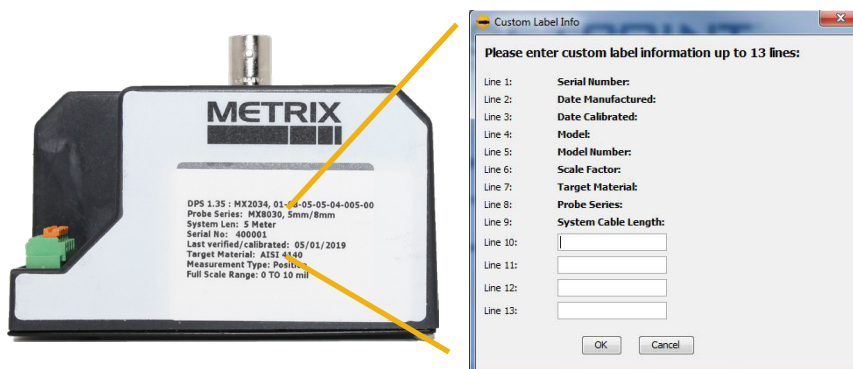 METRIX
DPS 1.35 : MX2034,
Probe Series: MX8030, 5mm/8mm
System Len: 5 Meter
Serial No: 400001
Last verified/calibrated: 05/01/2019
Target Material: AISI 4140
Measurement Type: Position
Full Scale Range: 0 TO 10 mil
Custom Label Info
Please enter custom label information up to 13 lines:
Line 1: Serial Number:
Line 2: Date Manufactured:
Line 3: Date Calibrated:
Line 4: Model:
Line 5: Model Number:
Line 6: Scale Factor:
Line 7: Target Material:
Line 8: Probe Series:
Line 9: System Cable Length:
Line 10:
Line 11:
Line 12:
Line 13:
OK Cancel